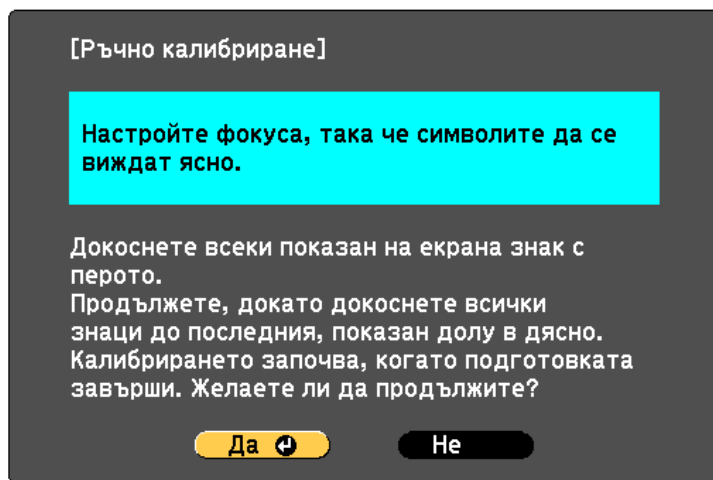 [Ръчно калибриране]
Настройте фокуса, така че символите да се
виждат ясно.
Докоснете всеки показан на екрана знак с
перото.
Продължете, докато докоснете всички
знаци до последния, показан долу в дясно.
Калибрирането започва, когато подготовката
завърши. Желаете ли да продължите?
Да Не